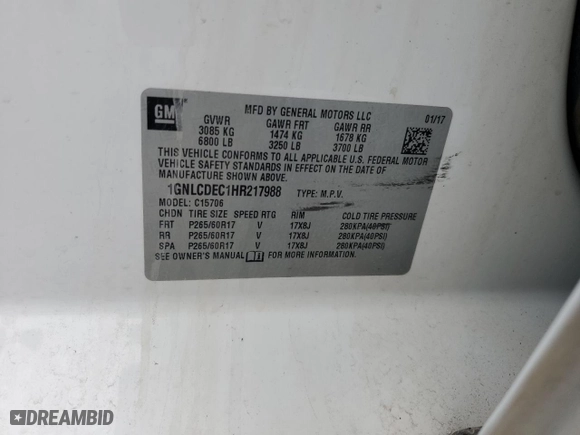 GM
MFD BY GENERAL MOTORS LLC 01/17
GVWR GAWR FRT GAWR RR
3085 KG 1474 KG 1678 KG
6800 LB 3250 LB 3700 LB
THIS VEHICLE CONFORMS TO ALL APPLICABLE U.S. FEDERAL MOTOR
VEHICLE SAFETY STANDARDS IN EFFECT ON THE DATE OF
MANUFACTURE SHOWN ABOVE.
1GNLCDEC1HR217988 TYPE: M.P.V.
MODEL: C15706
CHDN TIRE SIZE SPEED RTG RIM COLD TIRE PRESSURE
FRT P265/60R17 V 17X8J 280KPA(40PSI)
RR P265/60R17 V 17X8J 280KPA(40PSI)
SPA P265/60R17 V 17X8J 280KPA(40PSI)
SEE OWNER'S MANUAL FOR MORE INFORMATION.
DREAMBID